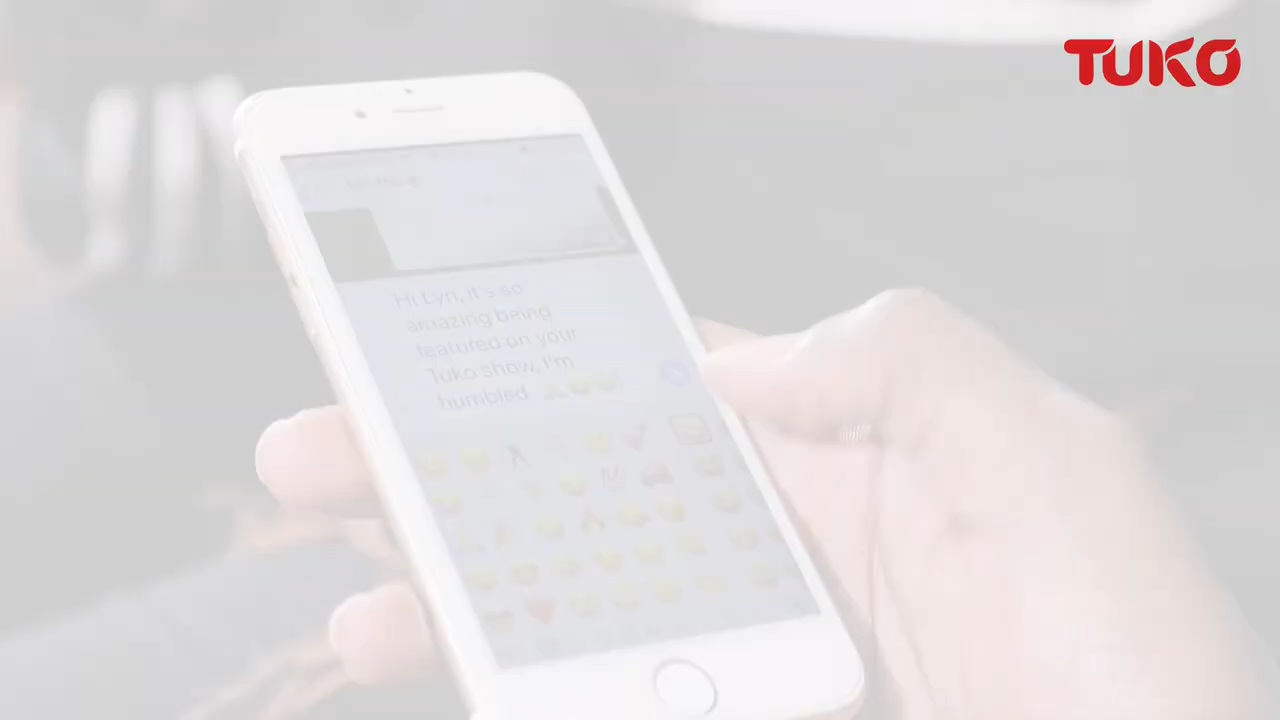 TUKO
Hi Lyn, it's so
amazing being
featured on your
Tuko show, I'm
humbled 🙏😊😊